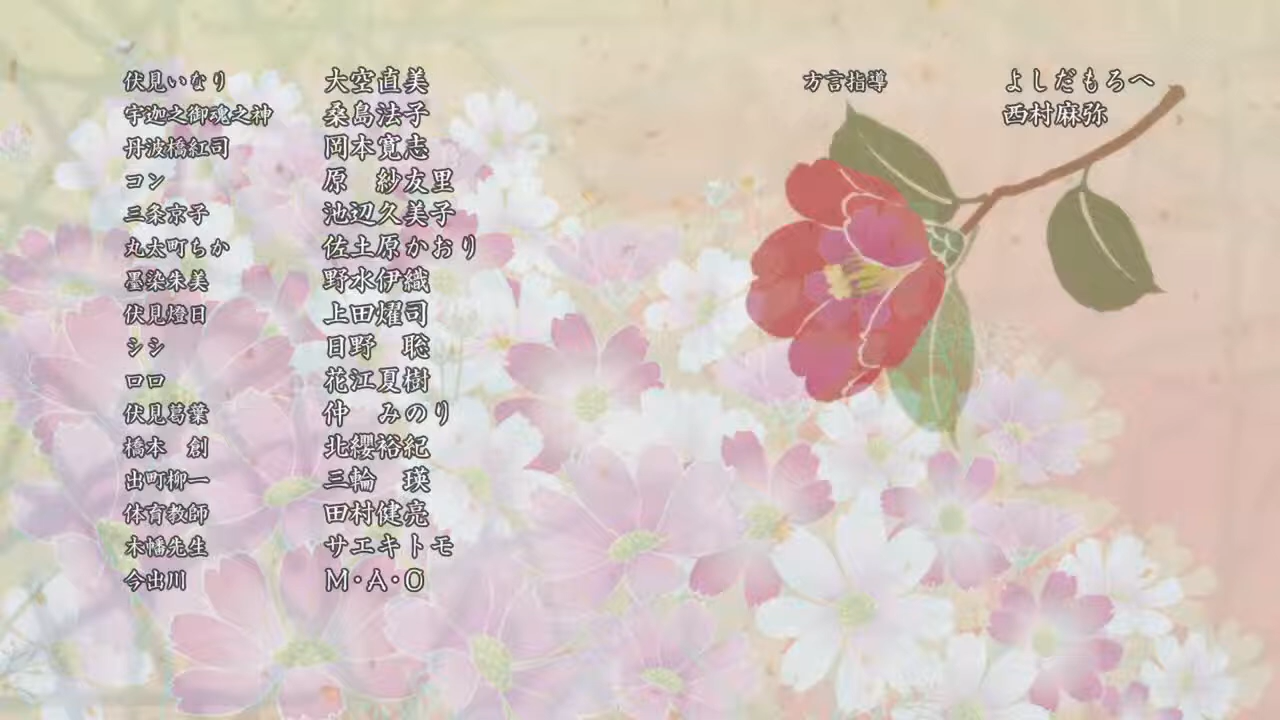 伏見いなり 大空直美
宇迦之御魂之神 桑島法子
丹波橋紅司 岡本寛志
コン 原　紗友里
三条京子 池辺久美子
丸太町ちか 佐土原かおり
墨染朱美 野水伊織
伏見燈日 上田燿司
シシ 日野　聡
ロロ 花江夏樹
伏見葛葉 仲　みのり
橋本　創 北纓裕紀
出町柳一 三輪　瑛
体育教師 田村健亮
木幡先生 サエキトモ
今出川 M・A・O
方言指導 よしだもろへ
西村麻弥